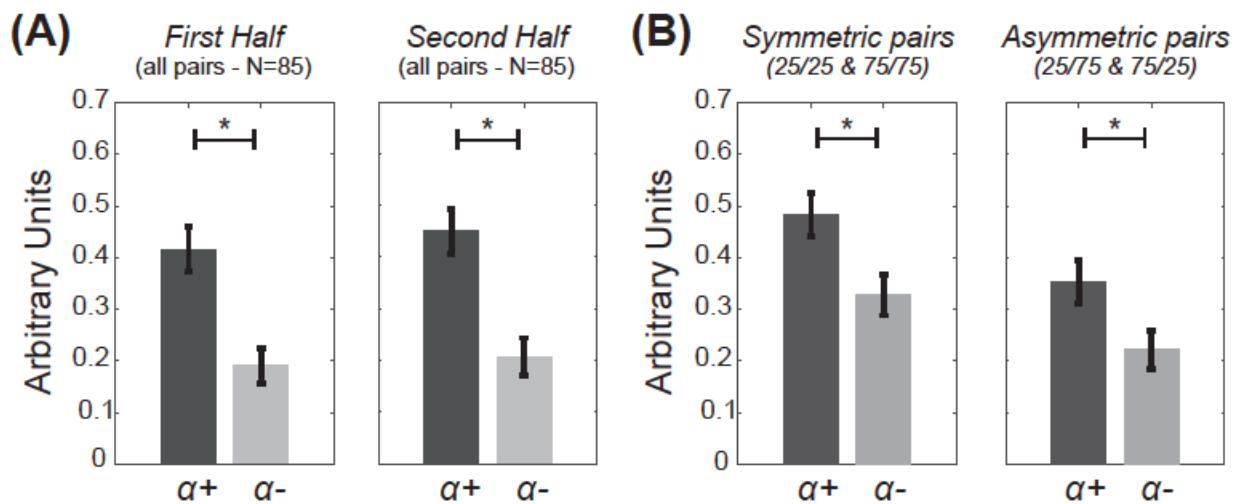 (A)
First Half
(all pairs - N=85)
Second Half
(all pairs - N=85)
Arbitrary Units
0.7
0.6
0.5
0.4
0.3
0.2
0.1
0
*
*
α+ α-
α+ α-
(B)
Symmetric pairs
(25/25 & 75/75)
Asymmetric pairs
(25/75 & 75/25)
Arbitrary Units
0.7
0.6
0.5
0.4
0.3
0.2
0.1
0
*
*
α+ α-
α+ α-